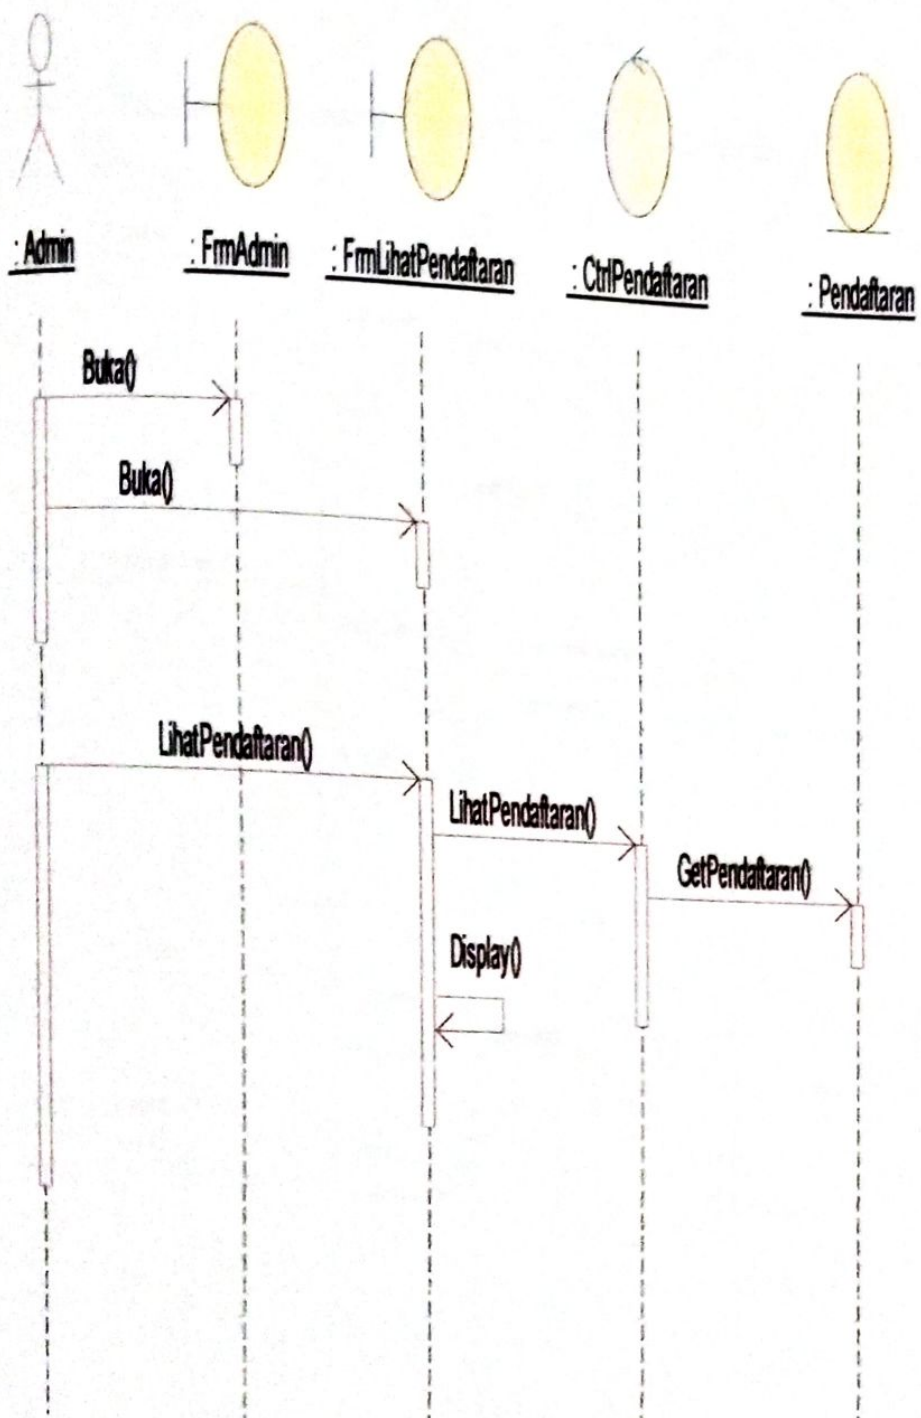 : Admin
: FrmAdmin
: FrmLihatPendaftaran
: CtrlPendaftaran
: Pendaftaran
Buka()
Buka()
LihatPendaftaran()
LihatPendaftaran()
GetPendaftaran()
Display()